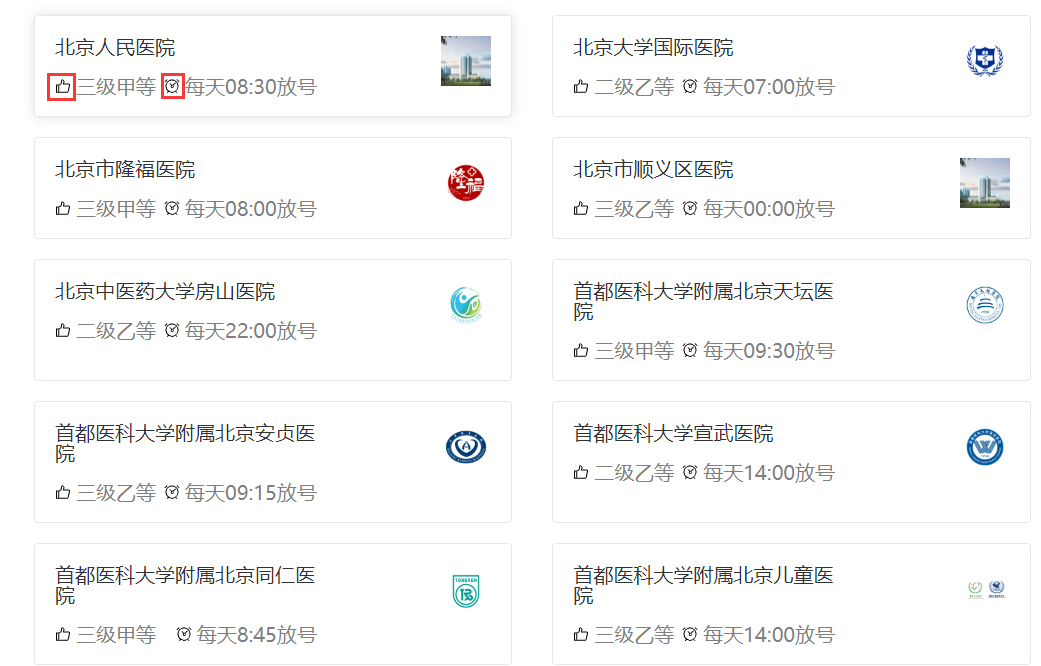 北京人民医院
三级甲等 每天08:30放号
北京大学国际医院
二级乙等 每天07:00放号
北京市隆福医院
三级甲等 每天08:00放号
隆福
北京市顺义区医院
三级乙等 每天00:00放号
北京中医药大学房山医院
二级乙等 每天22:00放号
首都医科大学附属北京天坛医
院
三级甲等 每天09:30放号
首都医科大学附属北京安贞医
院
三级乙等 每天09:15放号
首都医科大学宣武医院
二级乙等 每天14:00放号
首都医科大学附属北京同仁医
院
三级甲等 每天8:45放号
TONGREN
首都医科大学附属北京儿童医
院
三级乙等 每天14:00放号